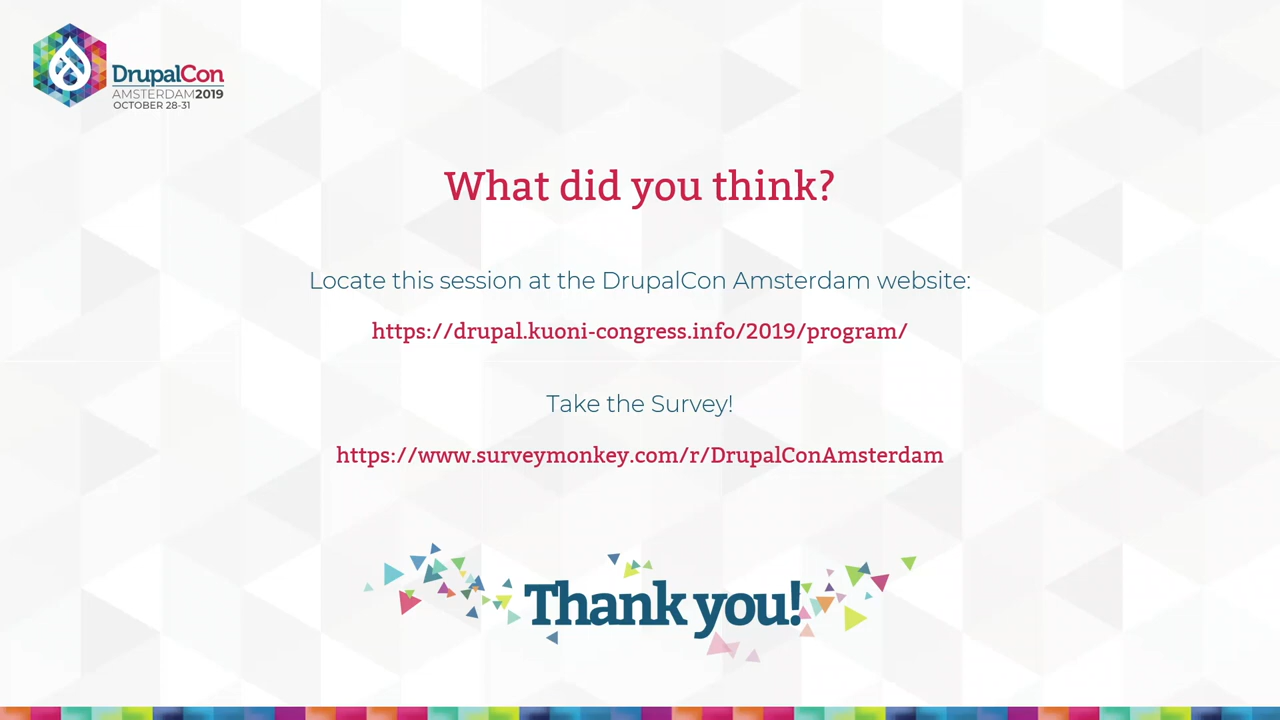 DrupalCon
AMSTERDAM2019
OCTOBER 28-31
What did you think?
Locate this session at the DrupalCon Amsterdam website:
https://drupal.kuoni-congress.info/2019/program/
Take the Survey!
https://www.surveymonkey.com/r/DrupalConAmsterdam
Thank you!